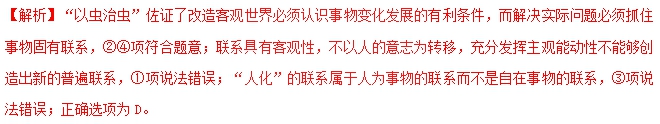 【解析】“以虫治虫”佐证了改造客观世界必须认识事物变化发展的有利条件，而解决实际问题必须抓住
事物固有联系，②④项符合题意；联系具有客观性，不以人的意志为转移，充分发挥主观能动性不能够创
造出新的普遍联系，①项说法错误；“人化”的联系属于人为事物的联系而不是自在事物的联系，③项说
法错误；正确选项为 D。